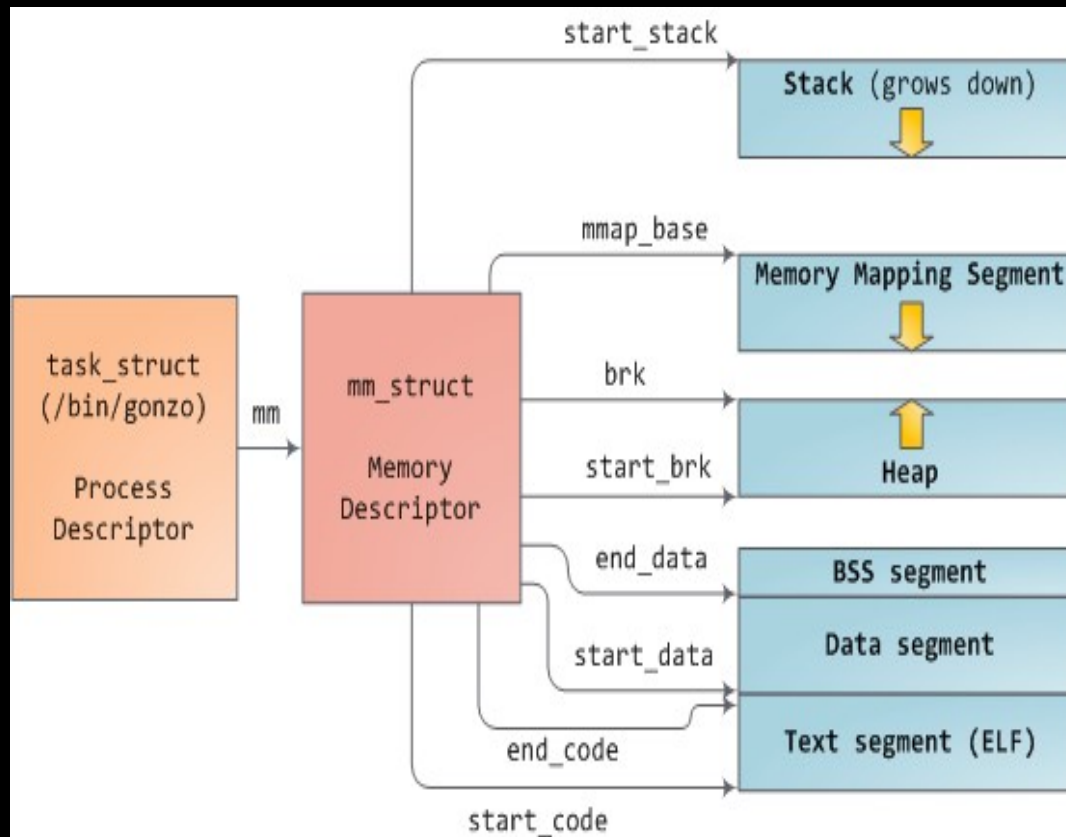 start_stack
Stack (grows down)
mmap_base
Memory Mapping Segment
task_struct
(/bin/gonzo)
Process
Descriptor
mm
mm_struct
Memory
Descriptor
brk
start_brk
Heap
end_data
BSS segment
start_data
Data segment
end_code
Text segment (ELF)
start_code